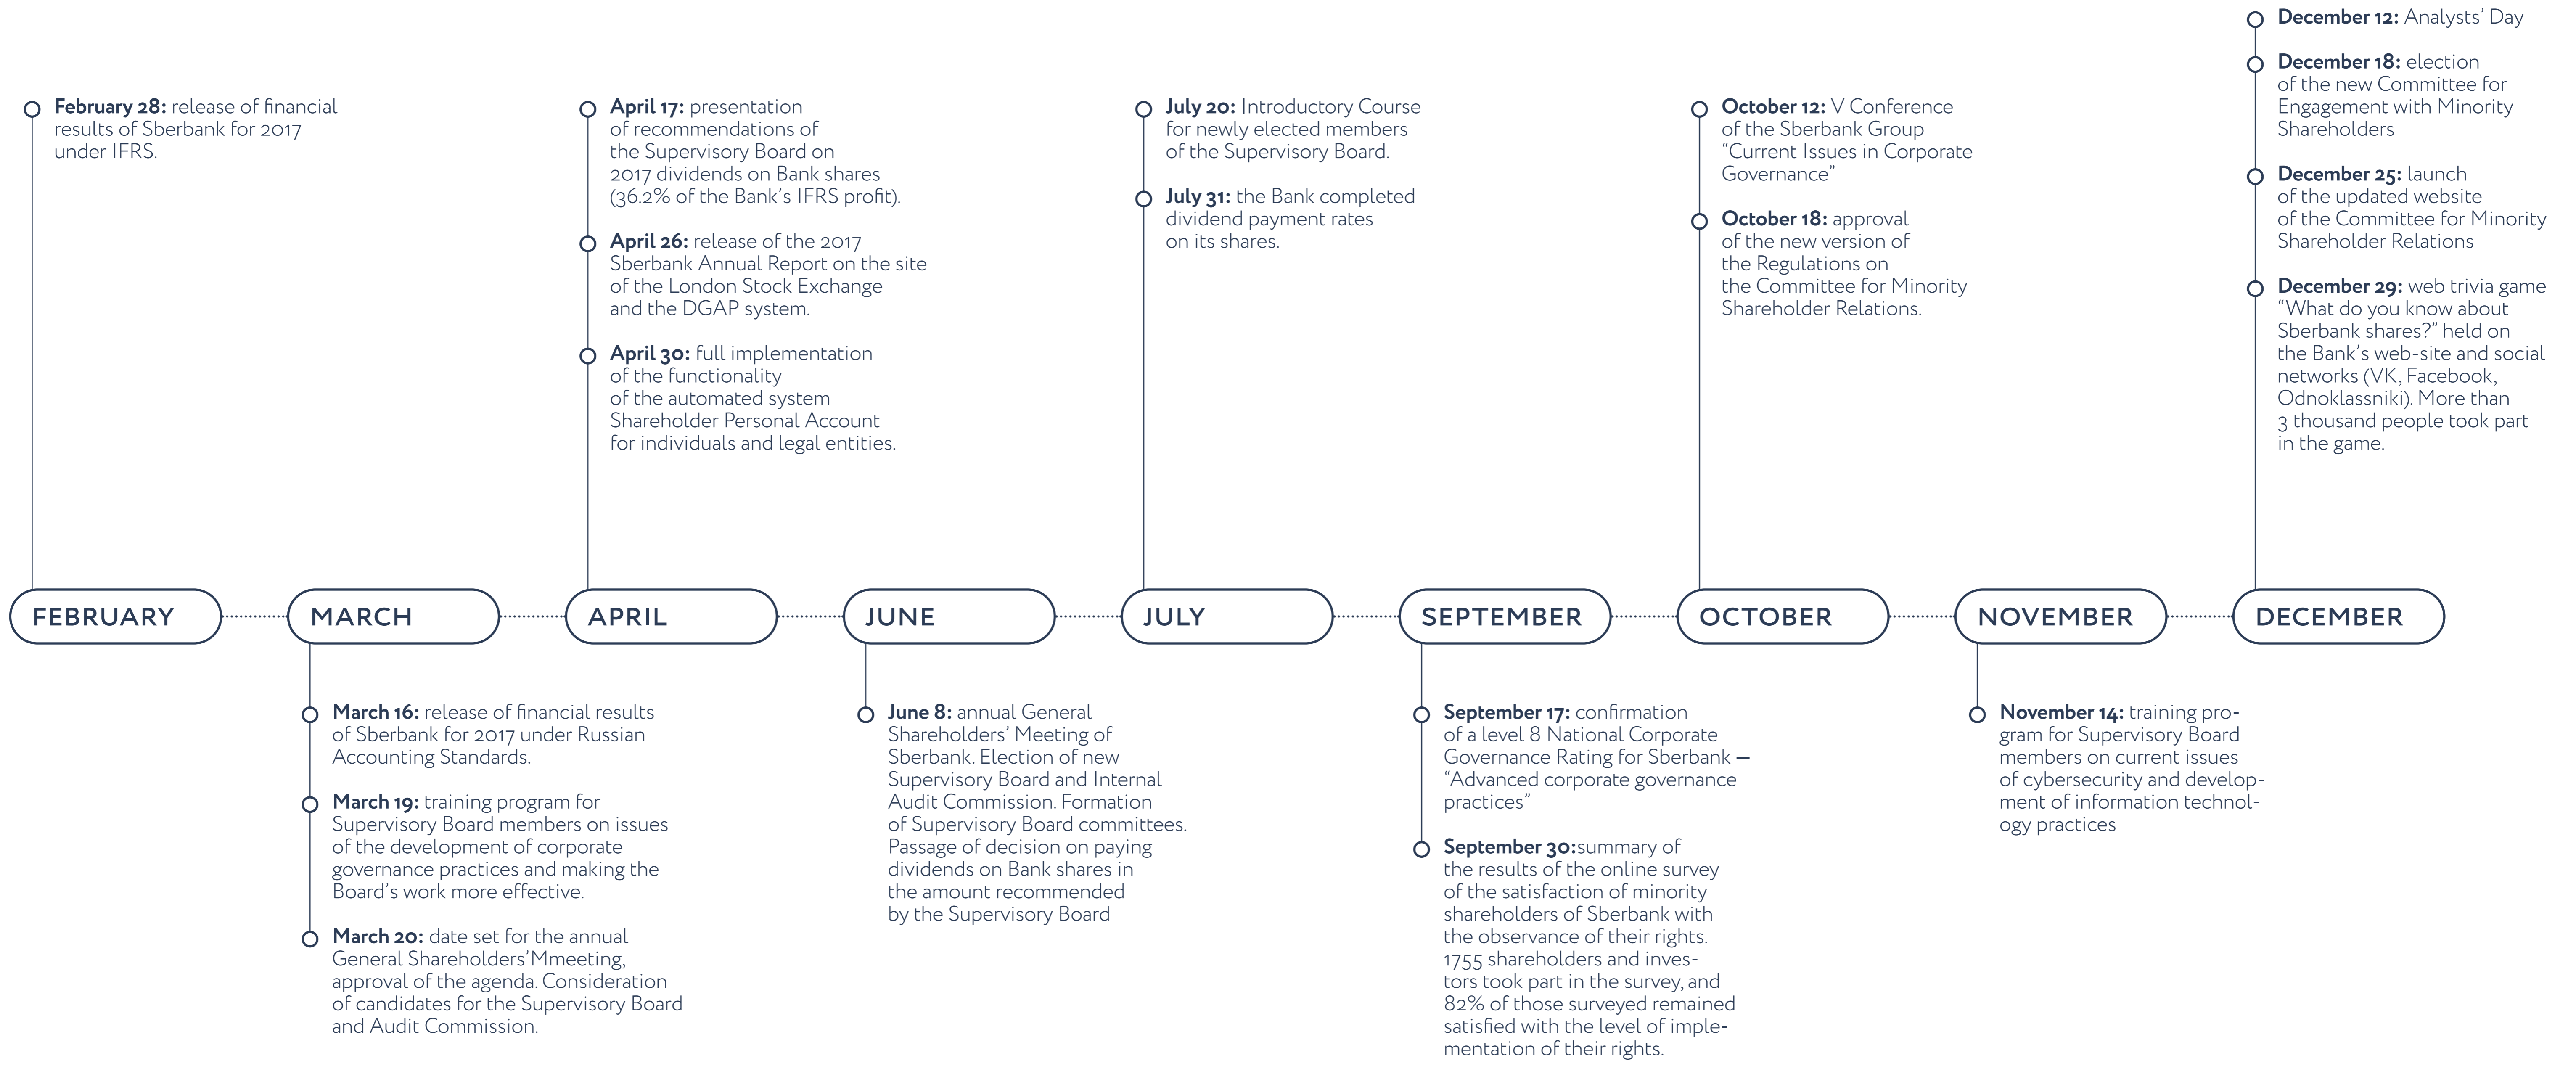 December 12: Analysts’ Day
December 18: election
of the new Committee for
Engagement with Minority
Shareholders
December 25: launch
of the updated website
of the Committee for Minority
Shareholder Relations
December 29: web trivia game
“What do you know about
Sberbank shares?” held on
the Bank’s web-site and social
networks (VK, Facebook,
Odnoklassniki). More than
3 thousand people took part
in the game.
February 28: release of financial
results of Sberbank for 2017
under IFRS.
April 17: presentation
of recommendations of
the Supervisory Board on
2017 dividends on Bank shares
(36.2% of the Bank’s IFRS profit).
April 26: release of the 2017
Sberbank Annual Report on the site
of the London Stock Exchange
and the DGAP system.
April 30: full implementation
of the functionality
of the automated system
Shareholder Personal Account
for individuals and legal entities.
July 20: Introductory Course
for newly elected members
of the Supervisory Board.
July 31: the Bank completed
dividend payment rates
on its shares.
October 12: V Conference
of the Sberbank Group
“Current Issues in Corporate
Governance”
October 18: approval
of the new version of
the Regulations on
the Committee for Minority
Shareholder Relations.
FEBRUARY
MARCH
APRIL
JUNE
JULY
SEPTEMBER
OCTOBER
NOVEMBER
DECEMBER
March 16: release of financial results
of Sberbank for 2017 under Russian
Accounting Standards.
March 19: training program for
Supervisory Board members on issues
of the development of corporate
governance practices and making the
Board’s work more effective.
March 20: date set for the annual
General Shareholders’Mmeeting,
approval of the agenda. Consideration
of candidates for the Supervisory Board
and Audit Commission.
June 8: annual General
Shareholders’ Meeting of
Sberbank. Election of new
Supervisory Board and Internal
Audit Commission. Formation
of Supervisory Board committees.
Passage of decision on paying
dividends on Bank shares in
the amount recommended
by the Supervisory Board
September 17: confirmation
of a level 8 National Corporate
Governance Rating for Sberbank —
“Advanced corporate governance
practices”
September 30:summary of
the results of the online survey
of the satisfaction of minority
shareholders of Sberbank with
the observance of their rights.
1755 shareholders and inves-
tors took part in the survey, and
82% of those surveyed remained
satisfied with the level of imple-
mentation of their rights.
November 14: training pro-
gram for Supervisory Board
members on current issues
of cybersecurity and develop-
ment of information technol-
ogy practices